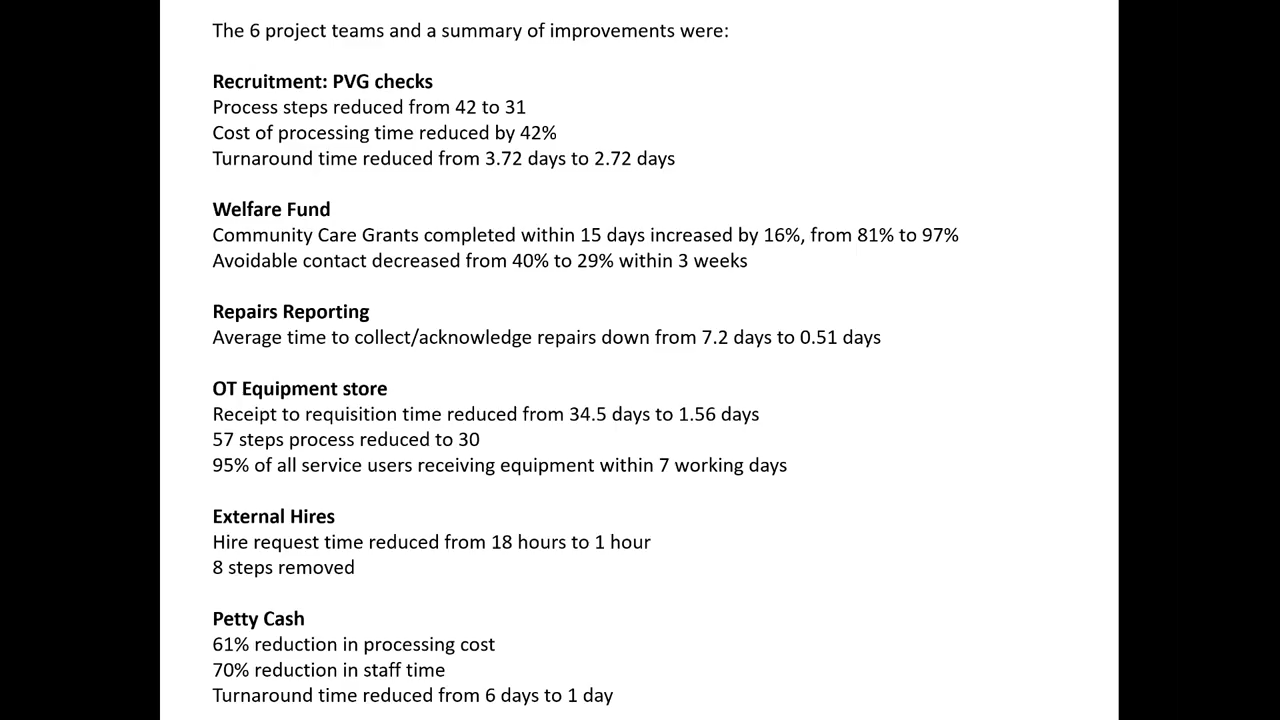 The 6 project teams and a summary of improvements were:
Recruitment: PVG checks
Process steps reduced from 42 to 31
Cost of processing time reduced by 42%
Turnaround time reduced from 3.72 days to 2.72 days
Welfare Fund
Community Care Grants completed within 15 days increased by 16%, from 81% to 97%
Avoidable contact decreased from 40% to 29% within 3 weeks
Repairs Reporting
Average time to collect/acknowledge repairs down from 7.2 days to 0.51 days
OT Equipment store
Receipt to requisition time reduced from 34.5 days to 1.56 days
57 steps process reduced to 30
95% of all service users receiving equipment within 7 working days
External Hires
Hire request time reduced from 18 hours to 1 hour
8 steps removed
Petty Cash
61% reduction in processing cost
70% reduction in staff time
Turnaround time reduced from 6 days to 1 day